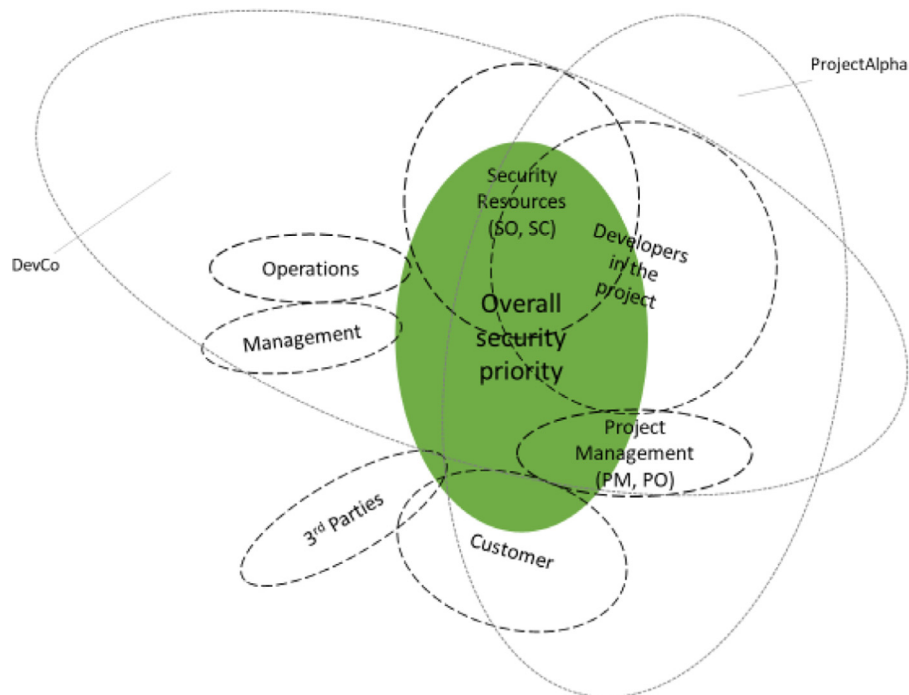 ProjectAlpha
Security
Resources
(SO, SC)
Developers
in the
project
DevCo
Operations
Overall
security
priority
Management
Project
Management
(PM, PO)
3rd Parties
Customer